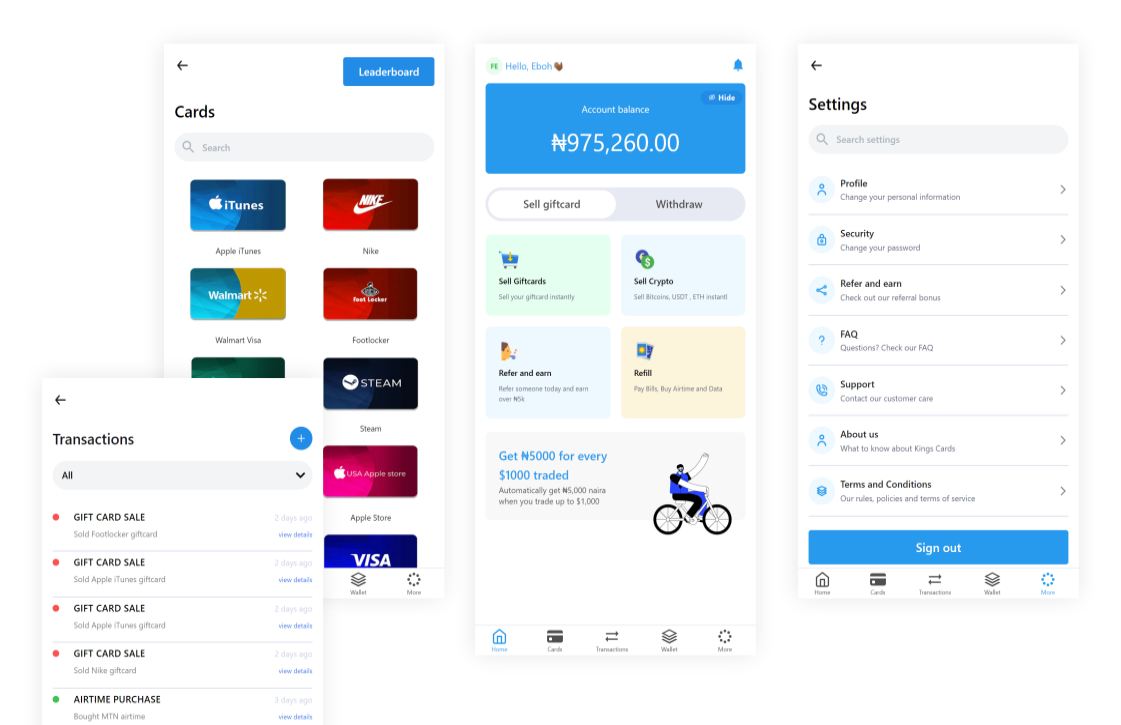 Leaderboard
Cards
Search
iTunes
NIKE
Apple iTunes
Nike
Walmart
Foot Locker
Walmart Visa
Footlocker
STEAM
Steam
USA Apple store
Apple Store
VISA
Wallet
More
Transactions
+
All
GIFT CARD SALE
2 days ago
Sold Footlocker giftcard
view details
GIFT CARD SALE
2 days ago
Sold Apple iTunes giftcard
view details
GIFT CARD SALE
2 days ago
Sold Apple iTunes giftcard
view details
GIFT CARD SALE
2 days ago
Sold Nike giftcard
view details
AIRTIME PURCHASE
3 days ago
Bought MTN airtime
view details
FE
Hello, Eboh
Hide
Account balance
₦975,260.00
Sell giftcard
Withdraw
Sell Giftcards
Sell your giftcard instantly
Sell Crypto
Sell Bitcoins, USDT , ETH instantl
Refer and earn
Refer someone today and earn
over ₦5k
Refill
Pay Bills, Buy Airtime and Data
Get ₦5000 for every
$1000 traded
Automatically get ₦5,000 naira
when you trade up to $1,000
Home
Cards
Transactions
Wallet
More
Settings
Search settings
Profile
Change your personal information
Security
Change your password
Refer and earn
Check out our referral bonus
FAQ
Questions? Check our FAQ
Support
Contact our customer care
About us
What to know about Kings Cards
Terms and Conditions
Our rules, policies and terms of service
Sign out
Home
Cards
Transactions
Wallet
More